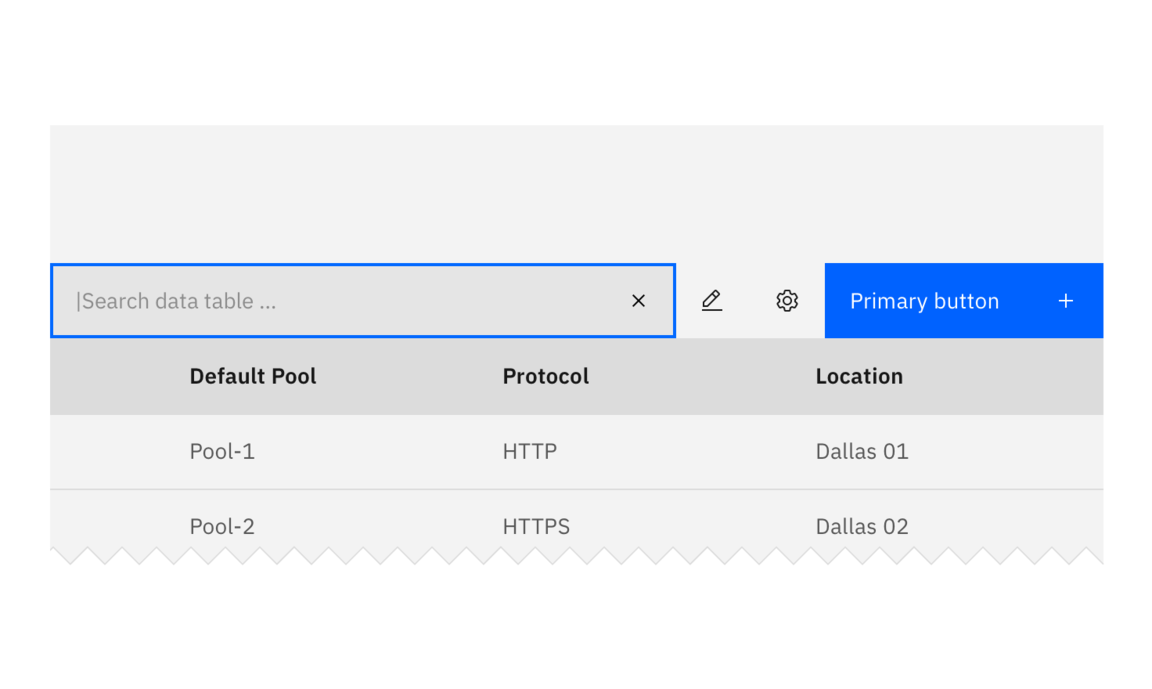 Search data table ...
Primary button
Default Pool Protocol Location
Pool-1 HTTP Dallas 01
Pool-2 HTTPS Dallas 02